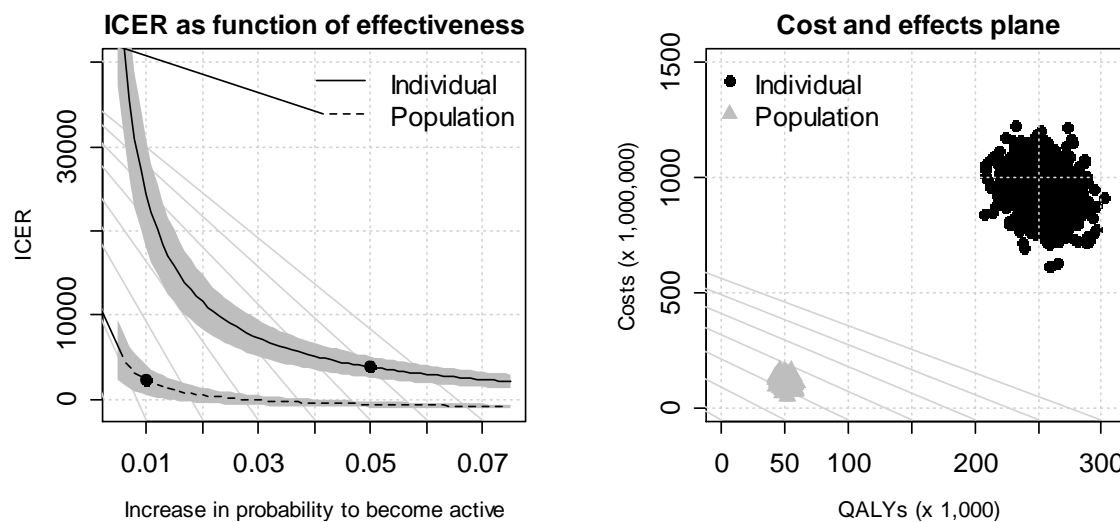 ICER as function of effectiveness
Individual
Population
ICER
0
10000
30000
0.01
0.03
0.05
0.07
Increase in probability to become active
Cost and effects plane
Individual
Population
Costs (x 1,000,000)
0
500
1000
1500
0
50
100
200
300
QALYs (x 1,000)